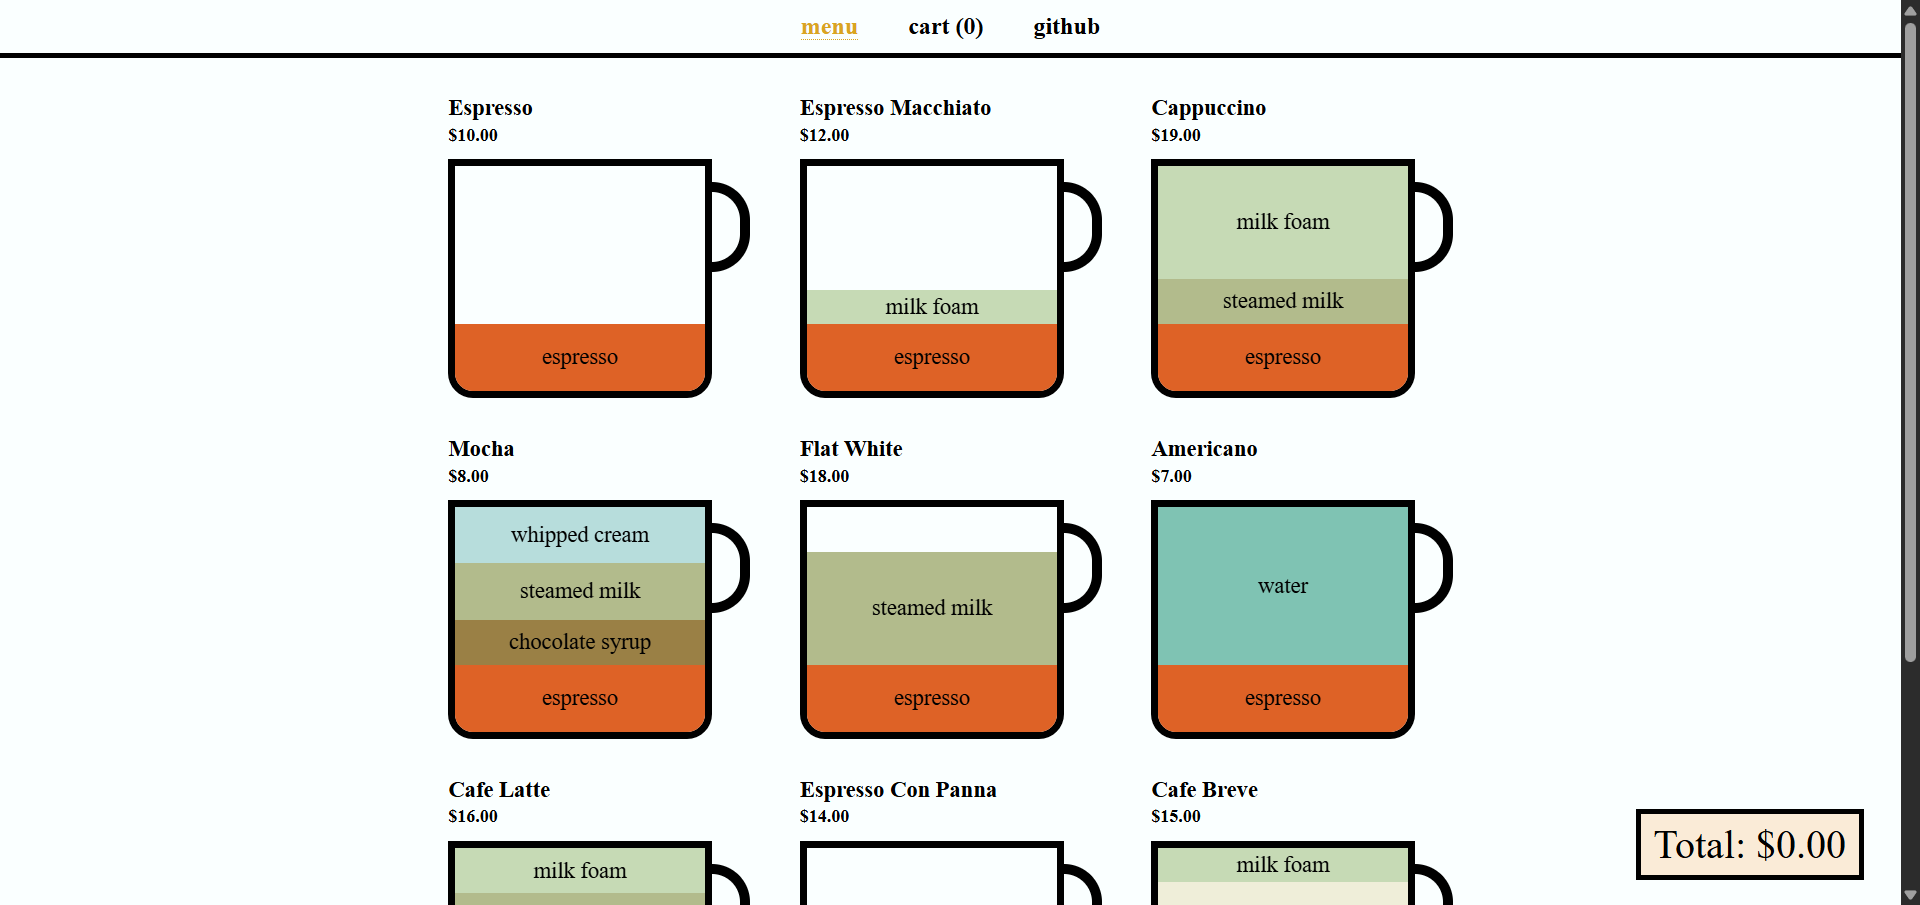 menu cart (0) github
Espresso
$10.00
espresso
Espresso Macchiato
$12.00
milk foam
espresso
Cappuccino
$19.00
milk foam
steamed milk
espresso
Mocha
$8.00
whipped cream
steamed milk
chocolate syrup
espresso
Flat White
$18.00
steamed milk
espresso
Americano
$7.00
water
espresso
Cafe Latte
$16.00
milk foam
Espresso Con Panna
$14.00
Cafe Breve
$15.00
milk foam
Total: $0.00